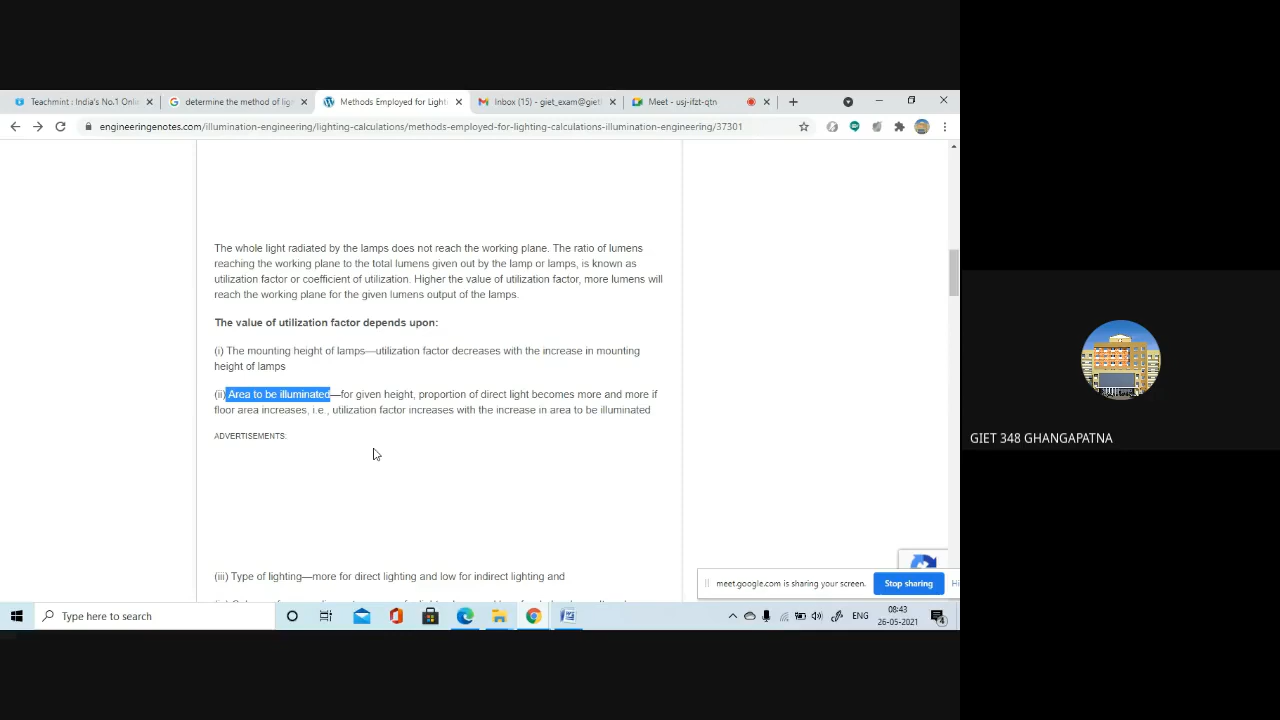 Teachmint : India's No.1 Onli
determine the method of lig
Methods Employed for Light
Inbox (15) - giet_exam@giet
Meet - usj-ifzt-qtn
engineeringnotes.com/illumination-engineering/lighting-calculations/methods-employed-for-lighting-calculations-illumination-engineering/37301
The whole light radiated by the lamps does not reach the working plane. The ratio of lumens
reaching the working plane to the total lumens given out by the lamp or lamps, is known as
utilization factor or coefficient of utilization. Higher the value of utilization factor, more lumens will
reach the working plane for the given lumens output of the lamps.
The value of utilization factor depends upon:
(i) The mounting height of lamps—utilization factor decreases with the increase in mounting
height of lamps
(ii) Area to be illuminated—for given height, proportion of direct light becomes more and more if
floor area increases, i.e., utilization factor increases with the increase in area to be illuminated
ADVERTISEMENTS:
(iii) Type of lighting—more for direct lighting and low for indirect lighting and
GIET 348 GHANGAPATNA
meet.google.com is sharing your screen.
Stop sharing
Hi
Type here to search
ENG
08:43
26-05-2021
4